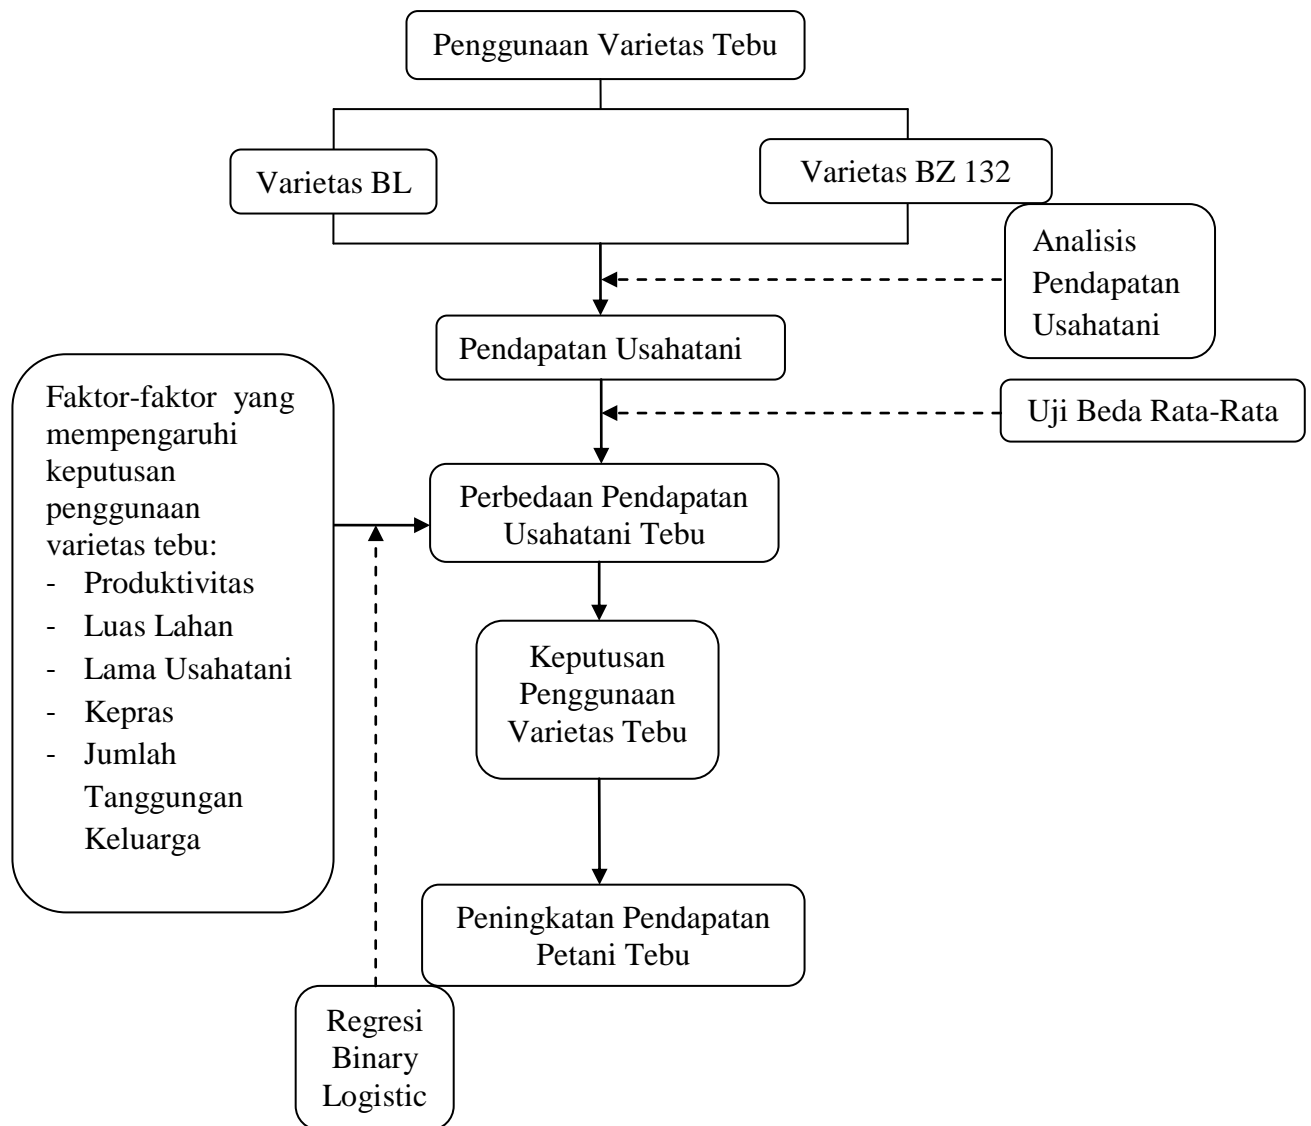 Penggunaan Varietas Tebu
Varietas BL
Varietas BZ 132
Analisis
Pendapatan
Usahatani
Pendapatan Usahatani
Uji Beda Rata-Rata
Faktor-faktor yang
mempengaruhi
keputusan
penggunaan
varietas tebu:
- Produktivitas
- Luas Lahan
- Lama Usahatani
- Kepras
- Jumlah
Tanggungan
Keluarga
Perbedaan Pendapatan
Usahatani Tebu
Keputusan
Penggunaan
Varietas Tebu
Peningkatan Pendapatan
Petani Tebu
Regresi
Binary
Logistic